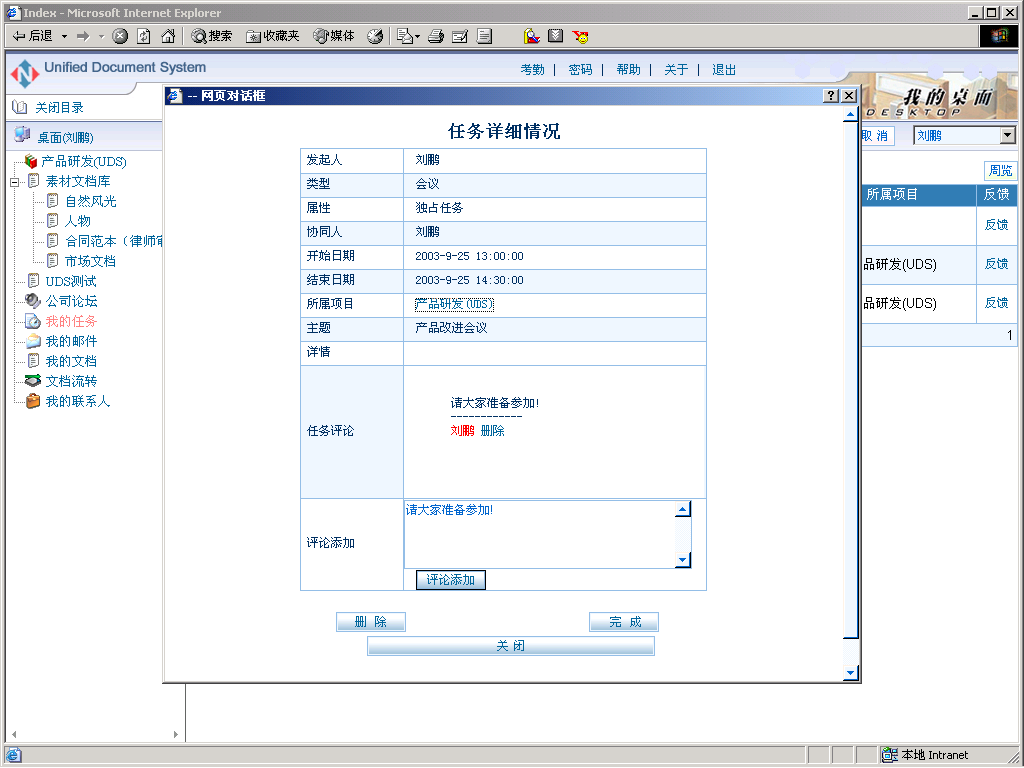 Index - Microsoft Internet Explorer
后退 搜索 收藏夹 媒体
Unified Document System
考勤 | 密码 | 帮助 | 关于 | 退出
我的桌面
DESKTOP
关闭目录
桌面(刘鹏)
产品研发(UDS)
素材文档库
自然风光
人物
合同范本（律师审
市场文档
UDS测试
公司论坛
我的任务
我的邮件
我的文档
文档流转
我的联系人
-- 网页对话框
任务详细情况
发起人 刘鹏
类型 会议
属性 独占任务
协同人 刘鹏
开始日期 2003-9-25 13:00:00
结束日期 2003-9-25 14:30:00
所属项目 产品研发(UDS)
主题 产品改进会议
详情
任务评论
请大家准备参加!
------------
刘鹏 删除
评论添加
请大家准备参加!
评论添加
删 除 完 成
关 闭
取 消 刘鹏
周览
所属项目 反馈
反馈
品研发(UDS) 反馈
品研发(UDS) 反馈
1
本地 Intranet